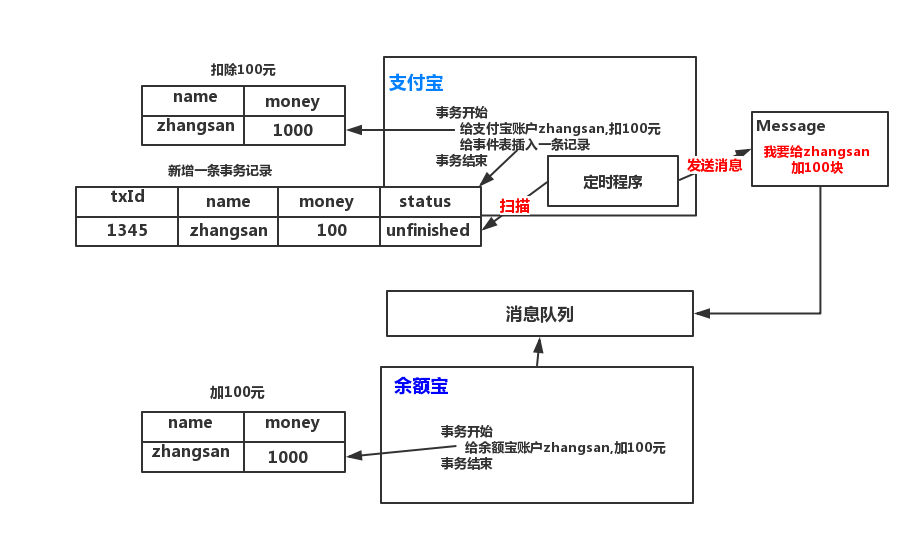 扣除100元
name money
zhangsan 1000
支付宝
事务开始
给支付宝账户zhangsan,扣100元
给事件表插入一条记录
事务结束
Message
我要给zhangsan
加100块
发送消息
定时程序
扫描
新增一条事务记录
txId name money status
1345 zhangsan 100 unfinished
消息队列
余额宝
加100元
name money
zhangsan 1000
事务开始
给余额宝账户zhangsan,加100元
事务结束